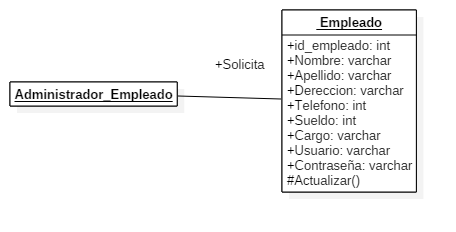 Empleado
+id_empleado: int
+Nombre: varchar
+Solicita
+Apellido: varchar
Administrador_Empleado
+Dereccion: varchar
+Telefono: int
+Sueldo: int
+Cargo: varchar
+Usuario: varchar
+Contraseña: varchar
#Actualizar()